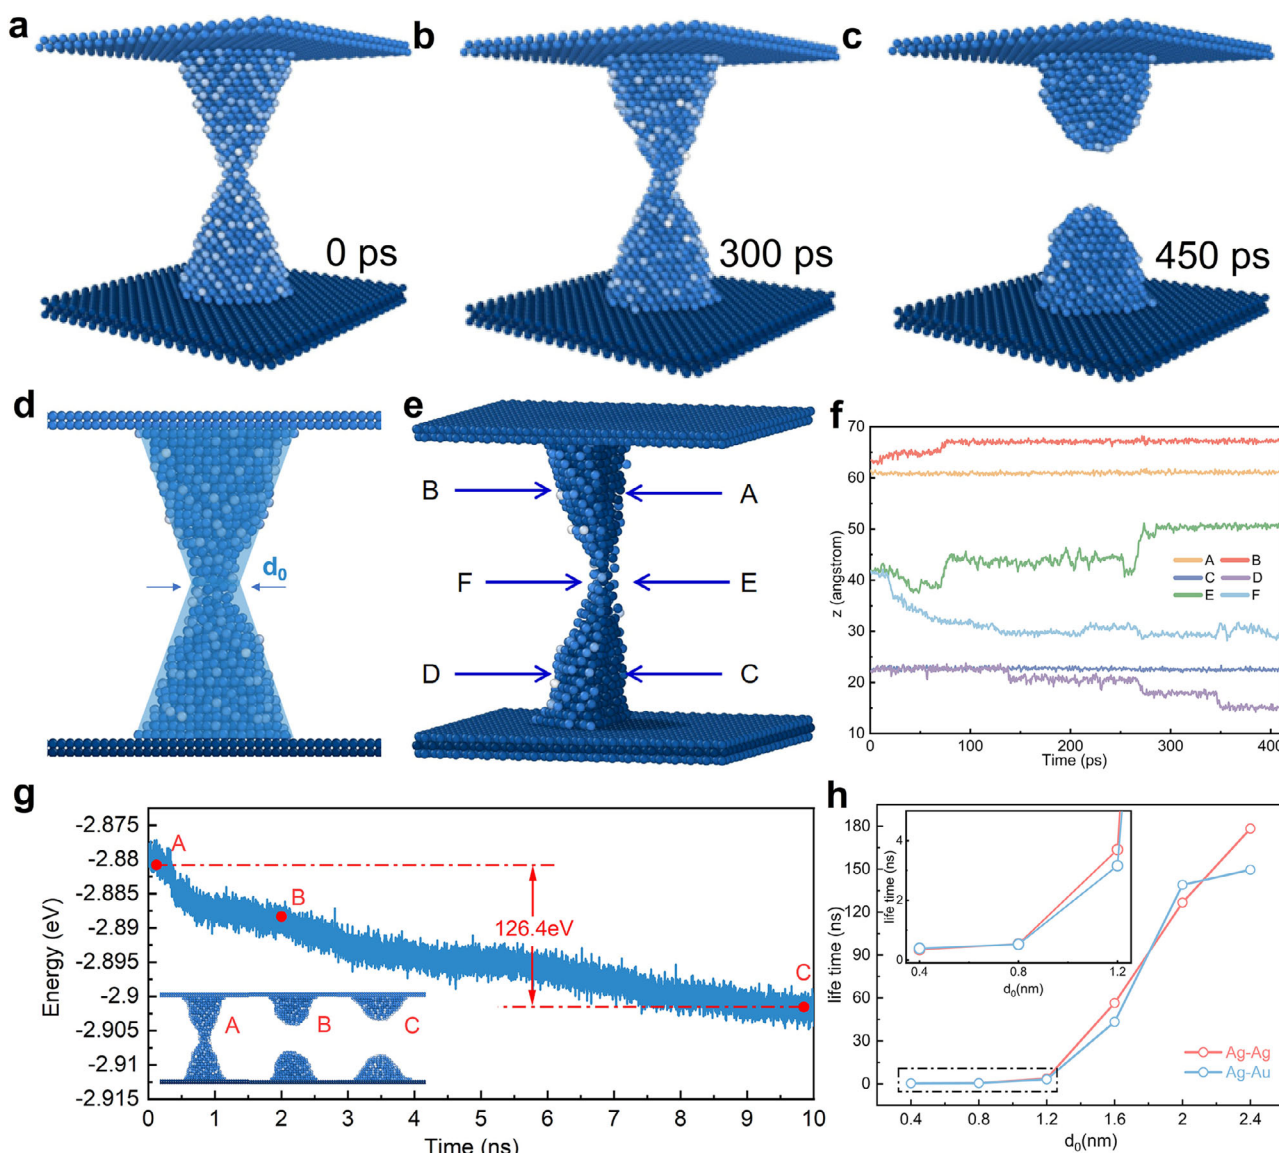 a
b
c
0 ps
300 ps
450 ps
d
e
f
d0
B
A
F
E
D
C
70
60
50
40
30
20
10
z (angstrom)
A B
C D
E F
0 100 200 300 400
Time (ps)
g
-2.875
-2.88
-2.885
-2.89
-2.895
-2.9
-2.905
-2.91
-2.915
Energy (eV)
A
B
126.4eV
C
A B C
0 1 2 3 4 5 6 7 8 9 10
Time (ns)
h
180
150
120
90
60
30
0
life time (ns)
4
2
0
life time (ns)
0.4 0.8 1.2
d0(nm)
Ag-Ag
Ag-Au
0.4 0.8 1.2 1.6 2 2.4
d0(nm)